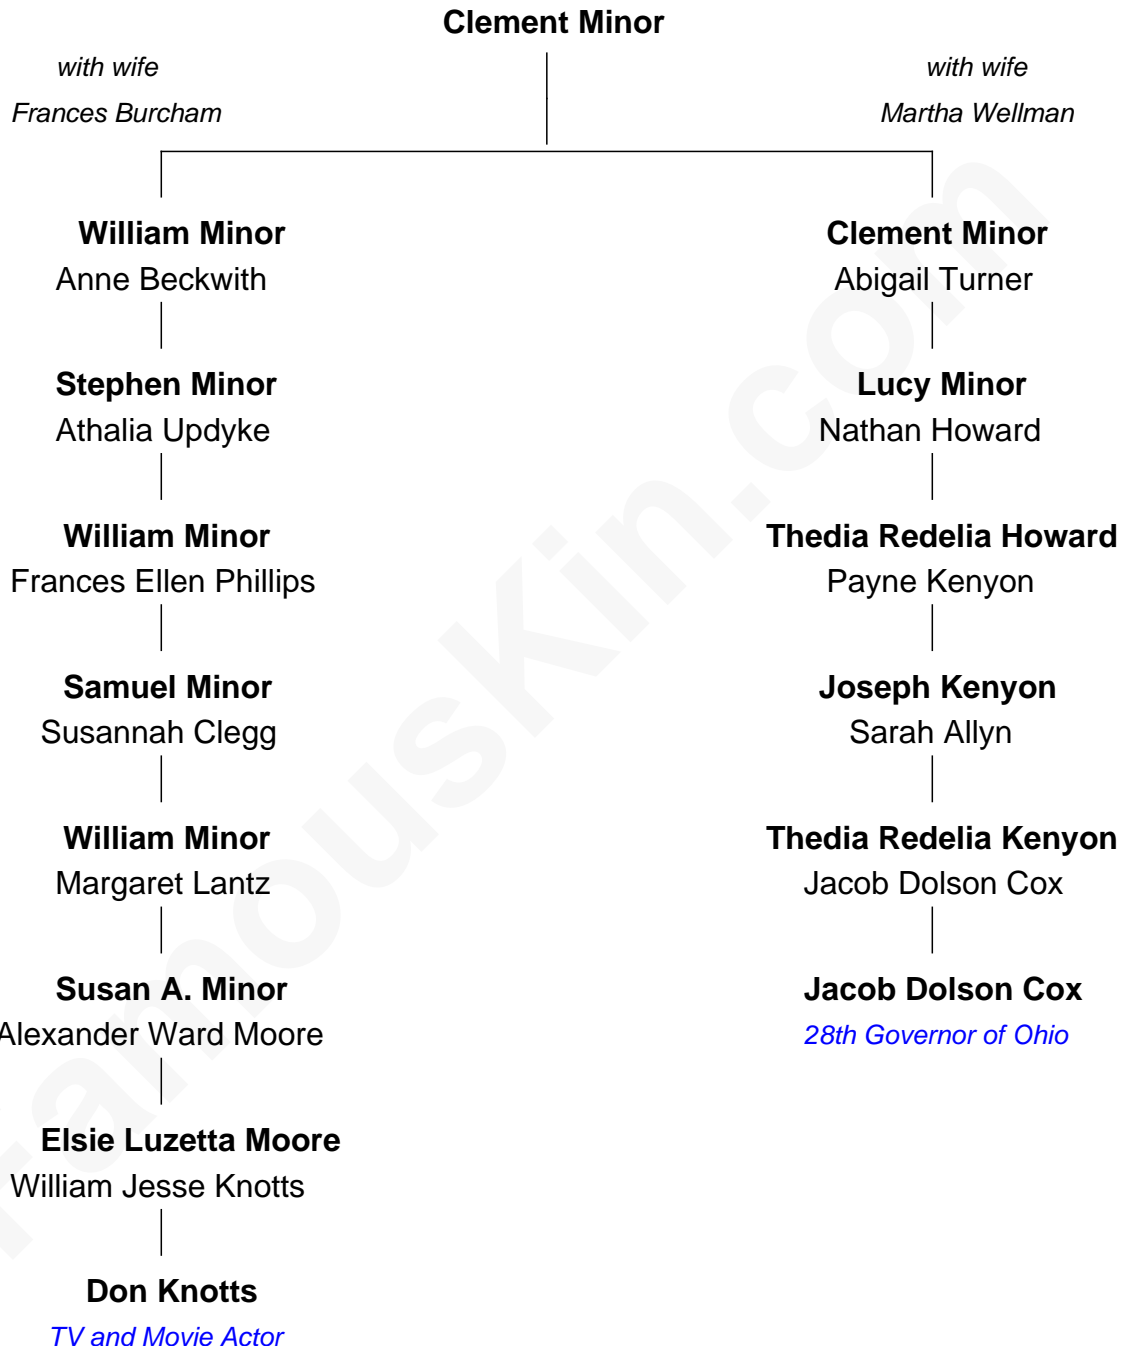 Clement Minor
with wife
Frances Burcham
with wife
Martha Wellman
William Minor
Anne Beckwith
Clement Minor
Abigail Turner
Stephen Minor
Athalia Updyke
Lucy Minor
Nathan Howard
William Minor
Frances Ellen Phillips
Thedia Redelia Howard
Payne Kenyon
Samuel Minor
Susannah Clegg
Joseph Kenyon
Sarah Allyn
William Minor
Margaret Lantz
Thedia Redelia Kenyon
Jacob Dolson Cox
Susan A. Minor
Alexander Ward Moore
Jacob Dolson Cox
28th Governor of Ohio
Elsie Luzetta Moore
William Jesse Knotts
Don Knotts
TV and Movie Actor
FamousKin.com